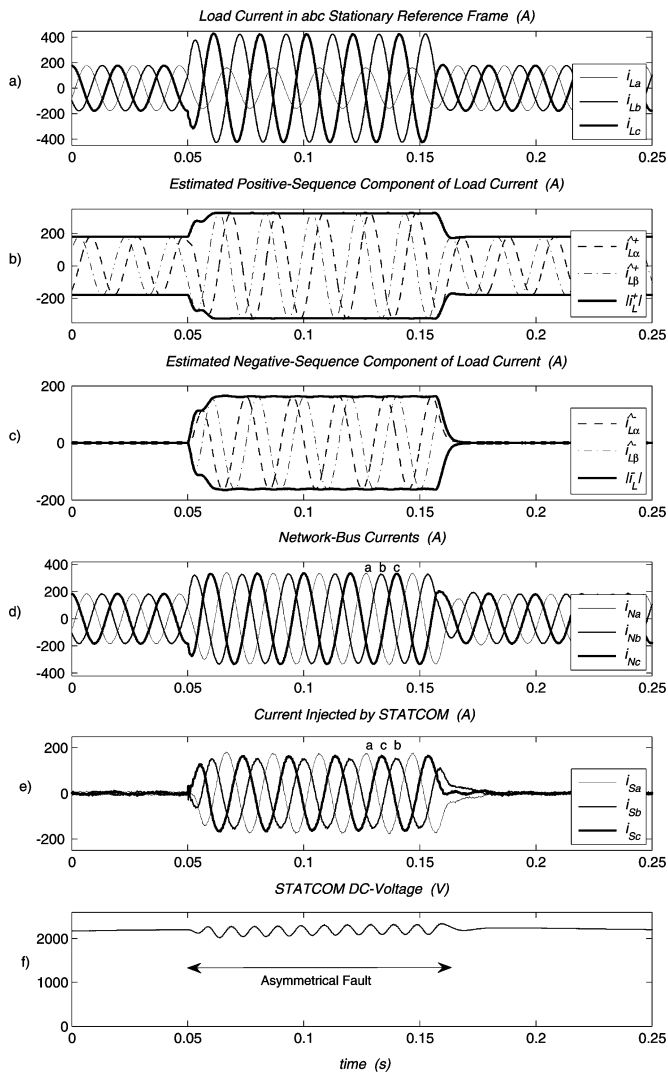 Load Current in abc Stationary Reference Frame (A)
a)
400
200
0
-200
-400
i_La
i_Lb
i_Lc
0 0.05 0.1 0.15 0.2 0.25
Estimated Positive-Sequence Component of Load Current (A)
b)
200
0
-200
î⁺_Lα
î⁺_Lβ
|i⁺_L|
0 0.05 0.1 0.15 0.2 0.25
Estimated Negative-Sequence Component of Load Current (A)
c)
200
0
-200
î⁻_Lα
î⁻_Lβ
|i⁻_L|
0 0.05 0.1 0.15 0.2 0.25
Network-Bus Currents (A)
d)
400
200
0
-200
-400
a b c
i_Na
i_Nb
i_Nc
0 0.05 0.1 0.15 0.2 0.25
Current Injected by STATCOM (A)
e)
200
0
-200
a c b
i_Sa
i_Sb
i_Sc
0 0.05 0.1 0.15 0.2 0.25
STATCOM DC-Voltage (V)
f)
2000
1000
0
Asymmetrical Fault
0 0.05 0.1 0.15 0.2 0.25
time (s)